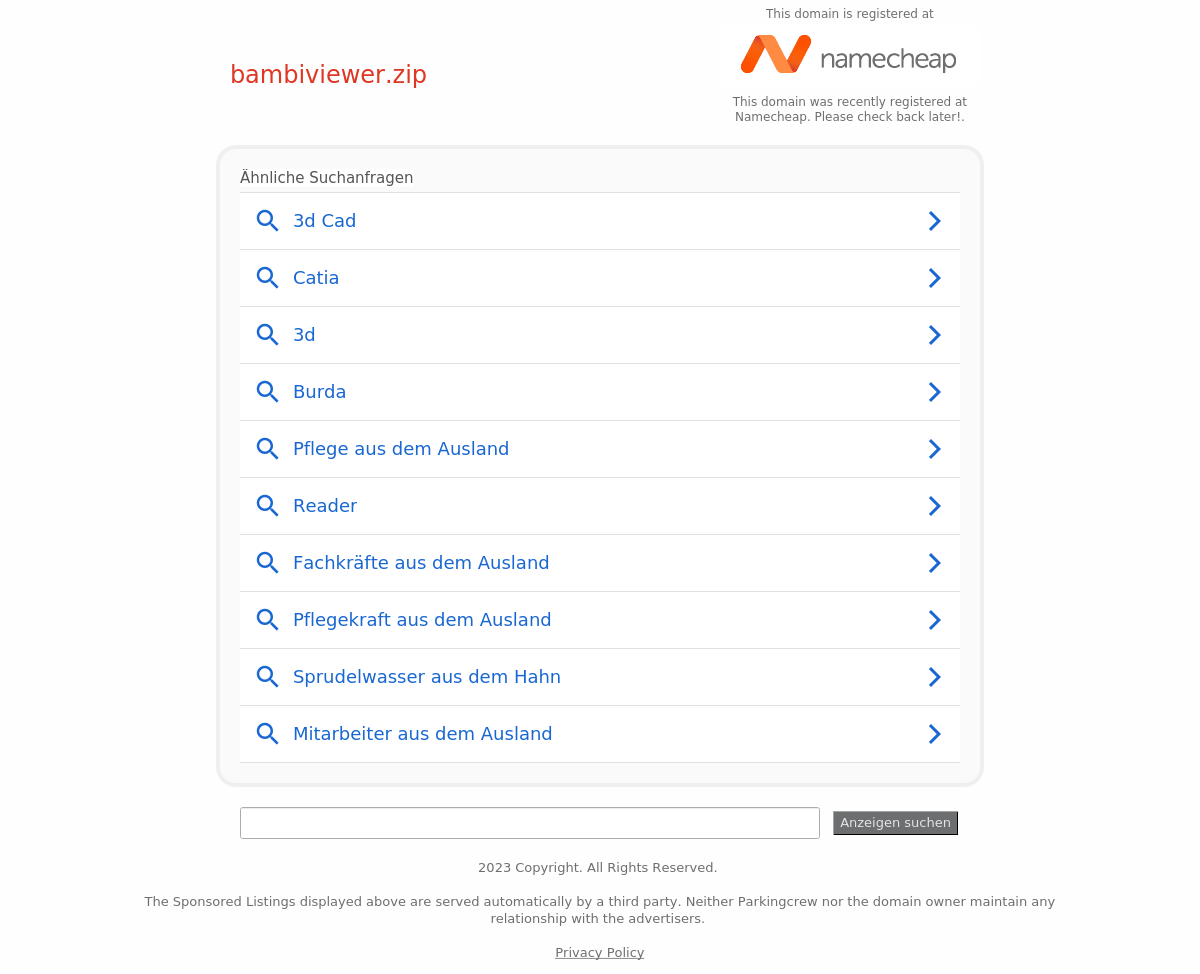 This domain is registered at
namecheap
bambiviewer.zip
This domain was recently registered at
Namecheap. Please check back later!.
Ähnliche Suchanfragen
3d Cad
Catia
3d
Burda
Pflege aus dem Ausland
Reader
Fachkräfte aus dem Ausland
Pflegekraft aus dem Ausland
Sprudelwasser aus dem Hahn
Mitarbeiter aus dem Ausland
Anzeigen suchen
2023 Copyright. All Rights Reserved.
The Sponsored Listings displayed above are served automatically by a third party. Neither Parkingcrew nor the domain owner maintain any
relationship with the advertisers.
Privacy Policy